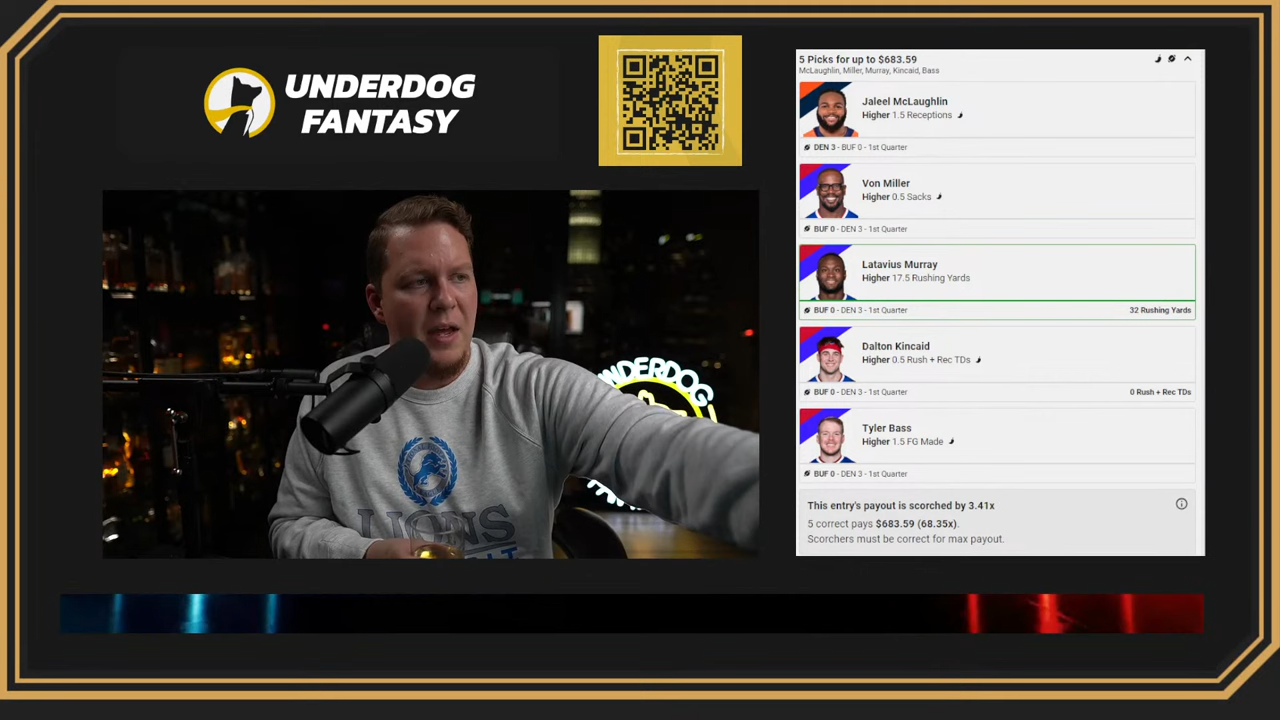 UNDERDOG
FANTASY
5 Picks for up to $683.59
McLaughlin, Miller, Murray, Kincaid, Bass
Jaleel McLaughlin
Higher 1.5 Receptions
DEN 3 - BUF 0 - 1st Quarter
Von Miller
Higher 0.5 Sacks
BUF 0 - DEN 3 - 1st Quarter
Latavius Murray
Higher 17.5 Rushing Yards
BUF 0 - DEN 3 - 1st Quarter 32 Rushing Yards
Dalton Kincaid
Higher 0.5 Rush + Rec TDs
BUF 0 - DEN 3 - 1st Quarter 0 Rush + Rec TDs
Tyler Bass
Higher 1.5 FG Made
BUF 0 - DEN 3 - 1st Quarter
This entry's payout is scorched by 3.41x
5 correct pays $683.59 (68.35x).
Scorchers must be correct for max payout.
UNDERDOG
LIONS